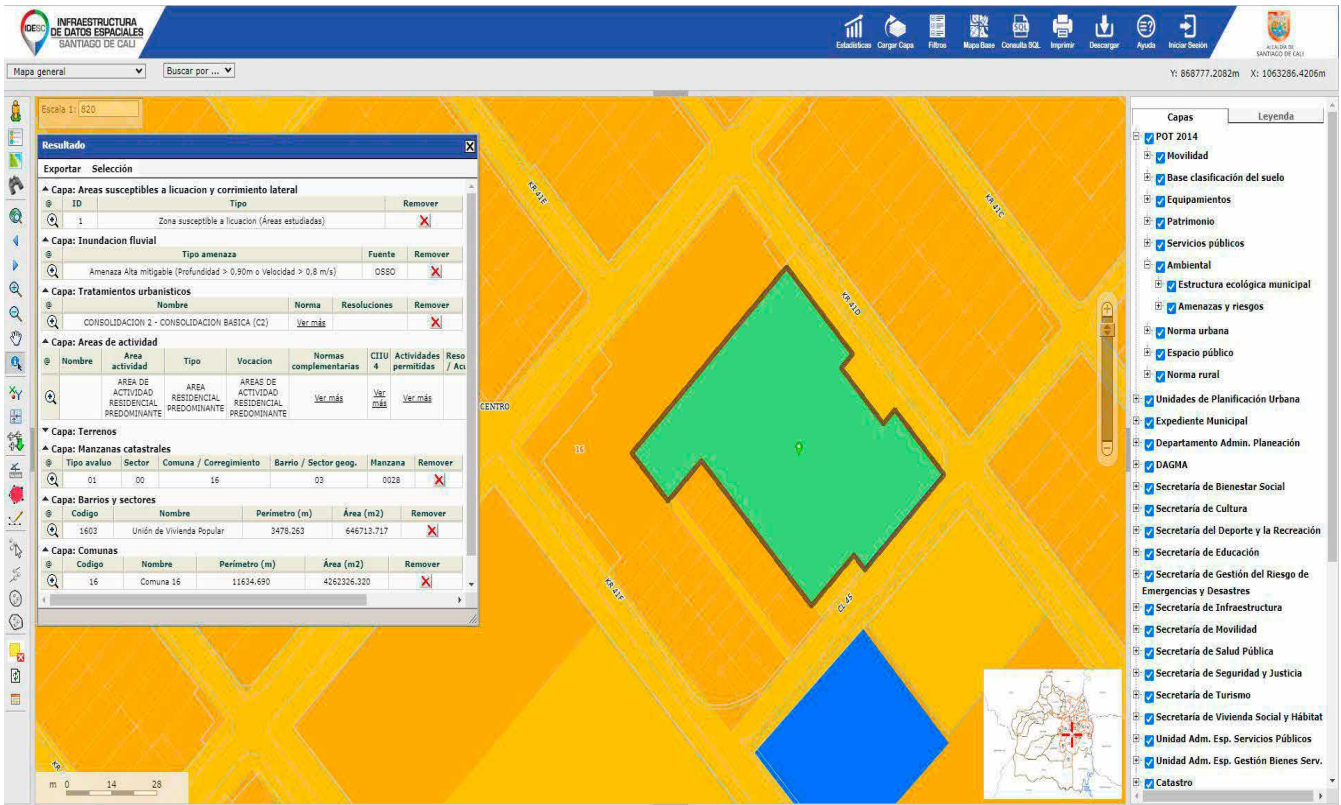 IDESC
INFRAESTRUCTURA
DE DATOS ESPACIALES
SANTIAGO DE CALI
Estadísticas Cargar Capa Filtros Mapa Base Consulta SQL Imprimir Descargar Ayuda Iniciar Sesión
ALCALDÍA DE
SANTIAGO DE CALI
Mapa general Buscar por ... Y: 868777.2082m X: 1063286.4206m
Escala 1: 820
Resultado
Exportar Selección
Capa: Areas susceptibles a licuacion y corrimiento lateral
@ ID Tipo Remover
1 Zona susceptible a licuacion (Áreas estudiadas)
Capa: Inundacion fluvial
@ Tipo amenaza Fuente Remover
Amenaza Alta mitigable (Profundidad > 0,90m o Velocidad > 0,8 m/s) OSSO
Capa: Tratamientos urbanisticos
@ Nombre Norma Resoluciones Remover
CONSOLIDACION 2 - CONSOLIDACION BASICA (C2) Ver más
Capa: Areas de actividad
@ Nombre Area actividad Tipo Vocacion Normas complementarias CIIU 4 Actividades permitidas Reso / Acu
AREA DE ACTIVIDAD RESIDENCIAL PREDOMINANTE AREA RESIDENCIAL PREDOMINANTE AREAS DE ACTIVIDAD RESIDENCIAL PREDOMINANTE Ver más Ver más Ver más
Capa: Terrenos
Capa: Manzanas catastrales
@ Tipo avaluo Sector Comuna / Corregimiento Barrio / Sector geog. Manzana Remover
01 00 16 03 0028
Capa: Barrios y sectores
@ Codigo Nombre Perímetro (m) Área (m2) Remover
1603 Unión de Vivienda Popular 3478.263 646713.717
Capa: Comunas
@ Codigo Nombre Perímetro (m) Área (m2) Remover
16 Comuna 16 11634.690 4262326.320
KR 41E
KR 41C
KR 41D
CENTRO
16
KR 41F
CL 45
KR
m 0 14 28
Capas Leyenda
POT 2014
Movilidad
Base clasificación del suelo
Equipamientos
Patrimonio
Servicios públicos
Ambiental
Estructura ecológica municipal
Amenazas y riesgos
Norma urbana
Espacio público
Norma rural
Unidades de Planificación Urbana
Expediente Municipal
Departamento Admin. Planeación
DAGMA
Secretaría de Bienestar Social
Secretaría de Cultura
Secretaría del Deporte y la Recreación
Secretaría de Educación
Secretaría de Gestión del Riesgo de
Emergencias y Desastres
Secretaría de Infraestructura
Secretaría de Movilidad
Secretaría de Salud Pública
Secretaría de Seguridad y Justicia
Secretaría de Turismo
Secretaría de Vivienda Social y Hábitat
Unidad Adm. Esp. Servicios Públicos
Unidad Adm. Esp. Gestión Bienes Serv.
Catastro